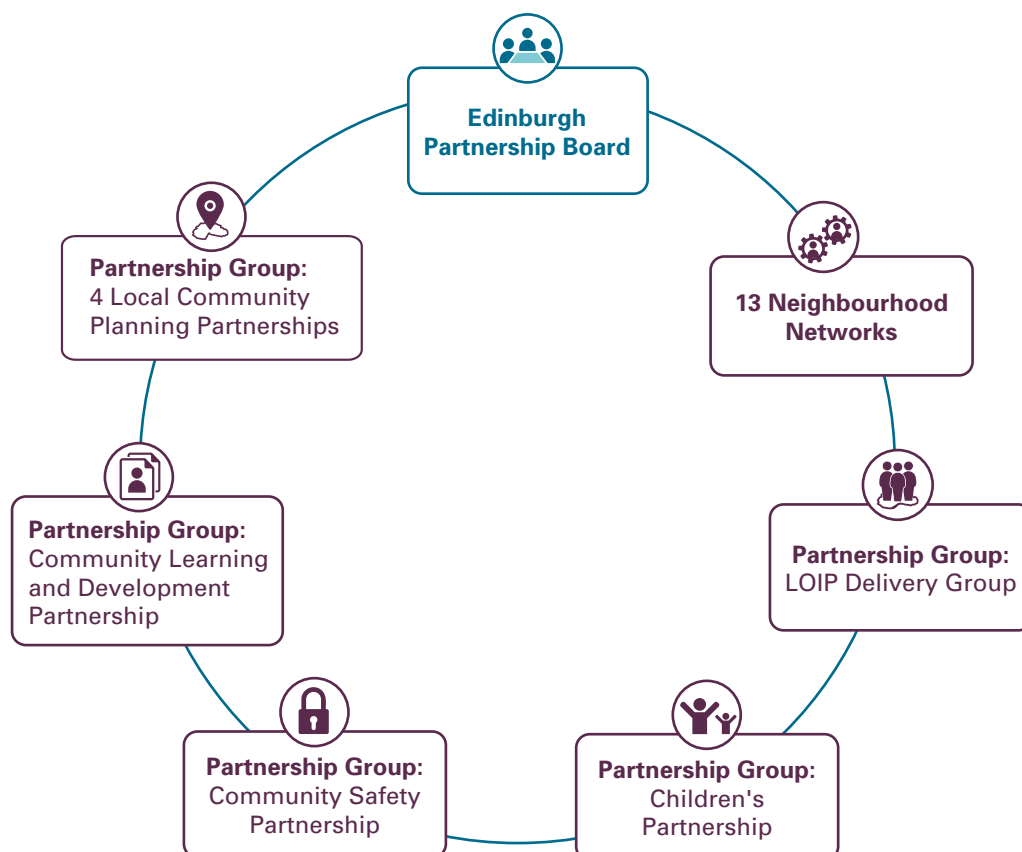 Edinburgh
Partnership Board
Partnership Group:
4 Local Community
Planning Partnerships
13 Neighbourhood
Networks
Partnership Group:
Community Learning
and Development
Partnership
Partnership Group:
LOIP Delivery Group
Partnership Group:
Community Safety
Partnership
Partnership Group:
Children's
Partnership